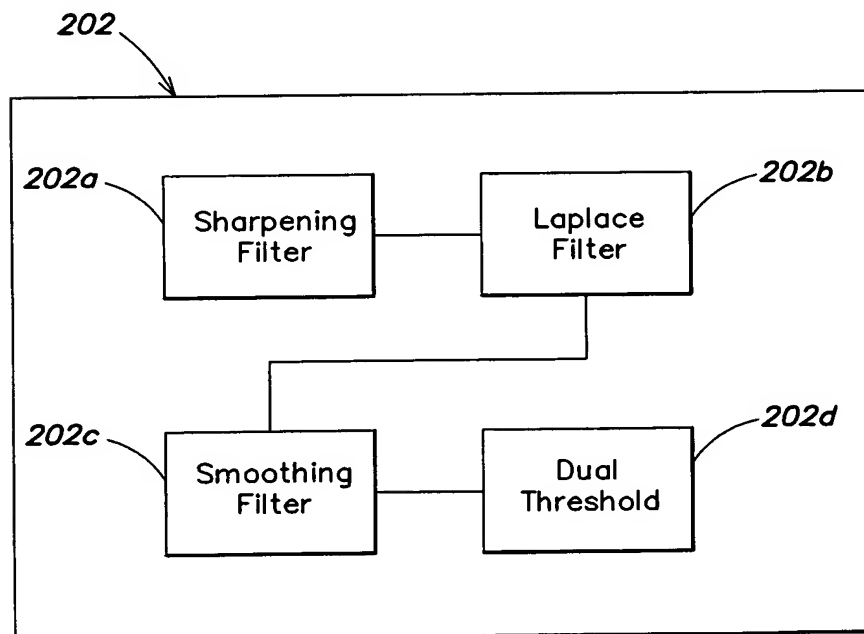 202
202a
Sharpening
Filter
Laplace
Filter
202b
202c
Smoothing
Filter
Dual
Threshold
202d